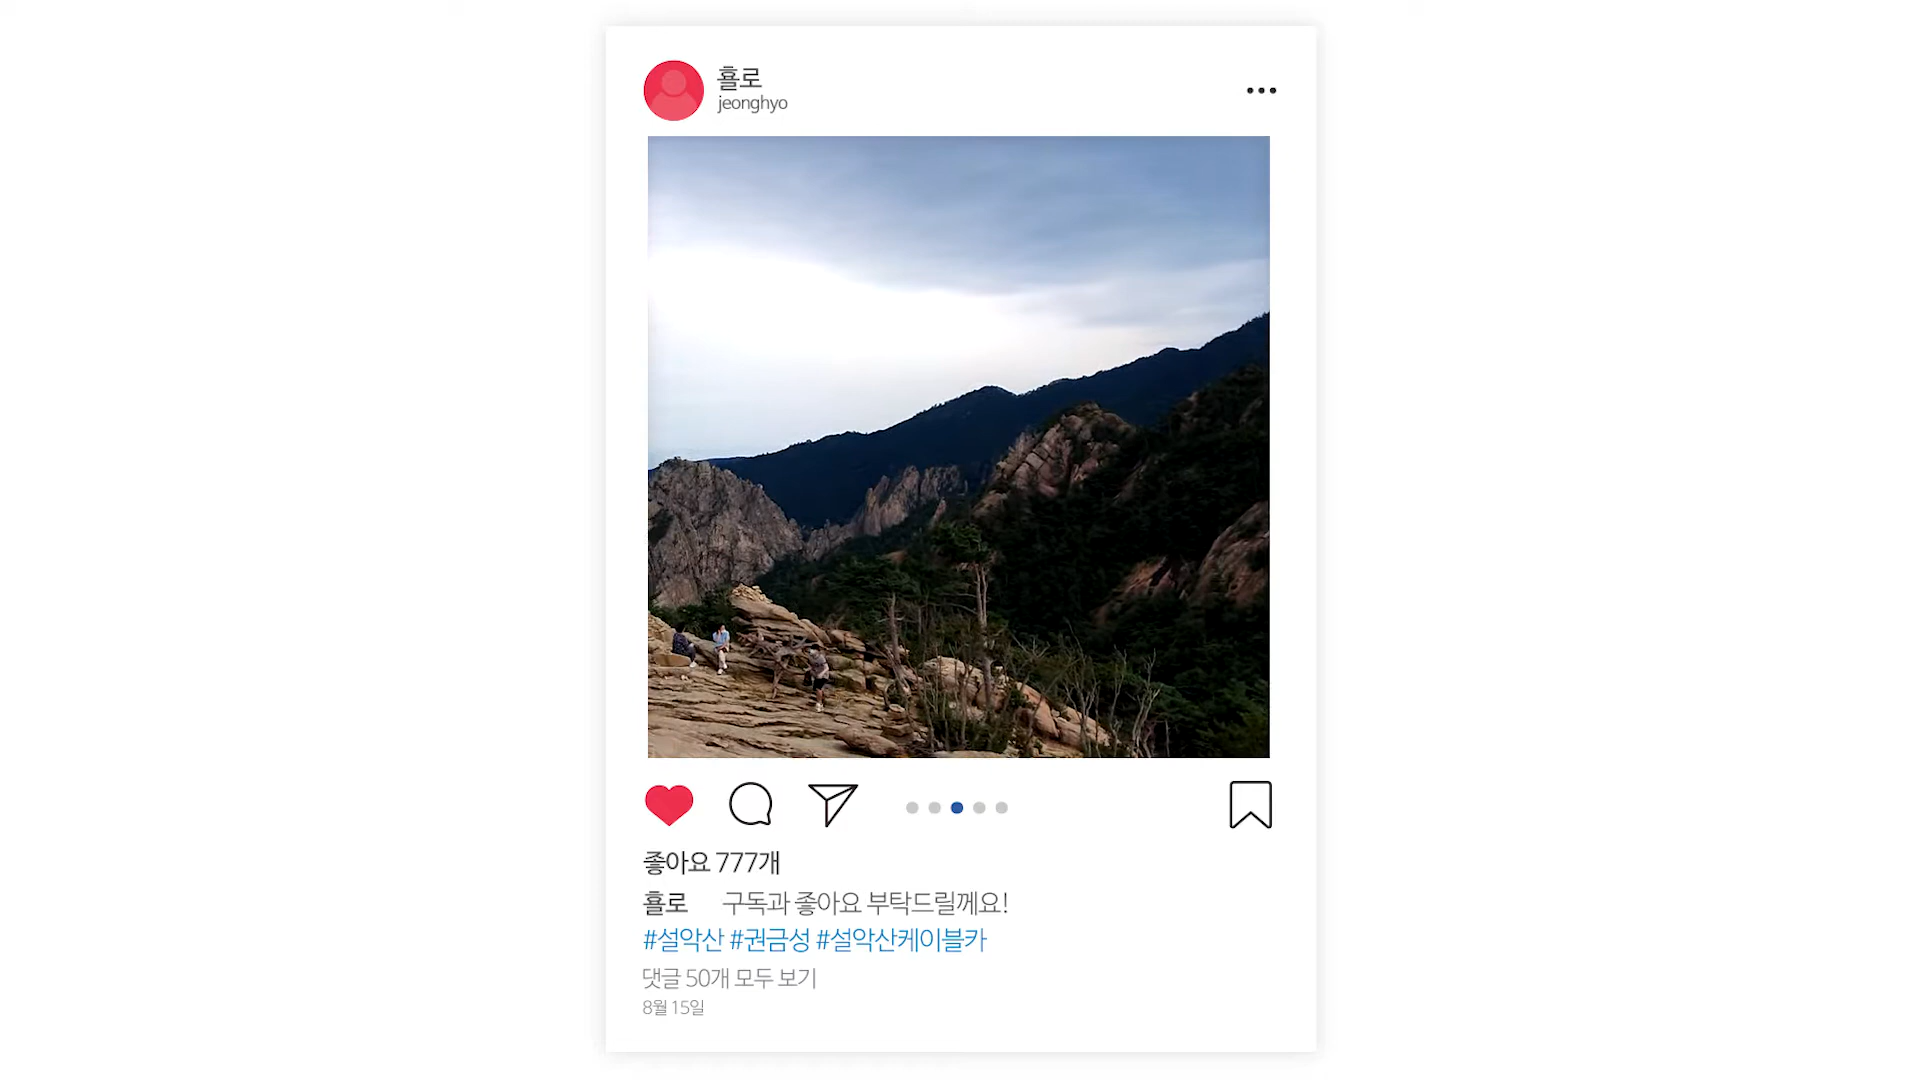 횰로
jeonghyo
좋아요 777개
횰로 구독과 좋아요 부탁드릴께요!
#설악산 #권금성 #설악산케이블카
댓글 50개 모두 보기
8월 15일